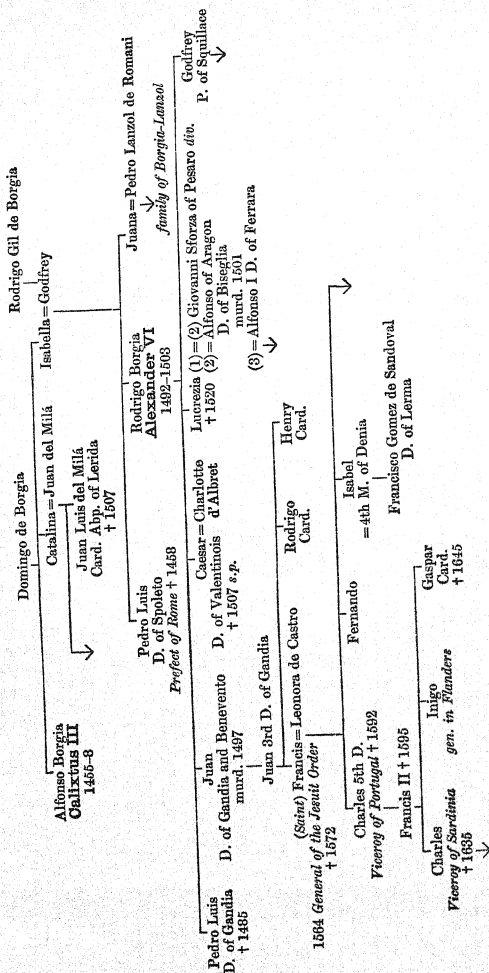 Rodrigo Gil de Borgia
Domingo de Borgia
Alfonso Borgia
Calixtus III
1455–8
Catalina=Juan del Milá
Isabella=Godfrey
Juan Luis del Milá
Card. Abp. of Lerida
† 1507
Pedro Luis
D. of Spoleto
Prefect of Rome † 1458
Rodrigo Borgia
Alexander VI
1492–1503
Juana=Pedro Lanzol de Romani
family of Borgia-Lanzol
Pedro Luis
D. of Gandia
† 1485
Juan
D. of Gandia and Benevento
murd. 1497
Caesar=Charlotte
D. of Valentinois d'Albret
† 1507 s.p.
Lucrezia (1)=(2) Giovanni Sforza of Pesaro div.
† 1520 (2)=Alfonso of Aragon
D. of Biseglia
murd. 1501
(3)=Alfonso I D. of Ferrara
Godfrey
P. of Squillace
Juan 3rd D. of Gandia
(Saint) Francis=Leonora de Castro
1564 General of the Jesuit Order
† 1572
Rodrigo
Card.
Henry
Card.
Charles 5th D.
Viceroy of Portugal † 1592
Fernando
Isabel
=4th M. of Denia
Francis II † 1595
Francisco Gomez de Sandoval
D. of Lerma
Charles
Viceroy of Sardinia
† 1635
Inigo
gen. in Flanders
Gaspar
Card.
† 1645